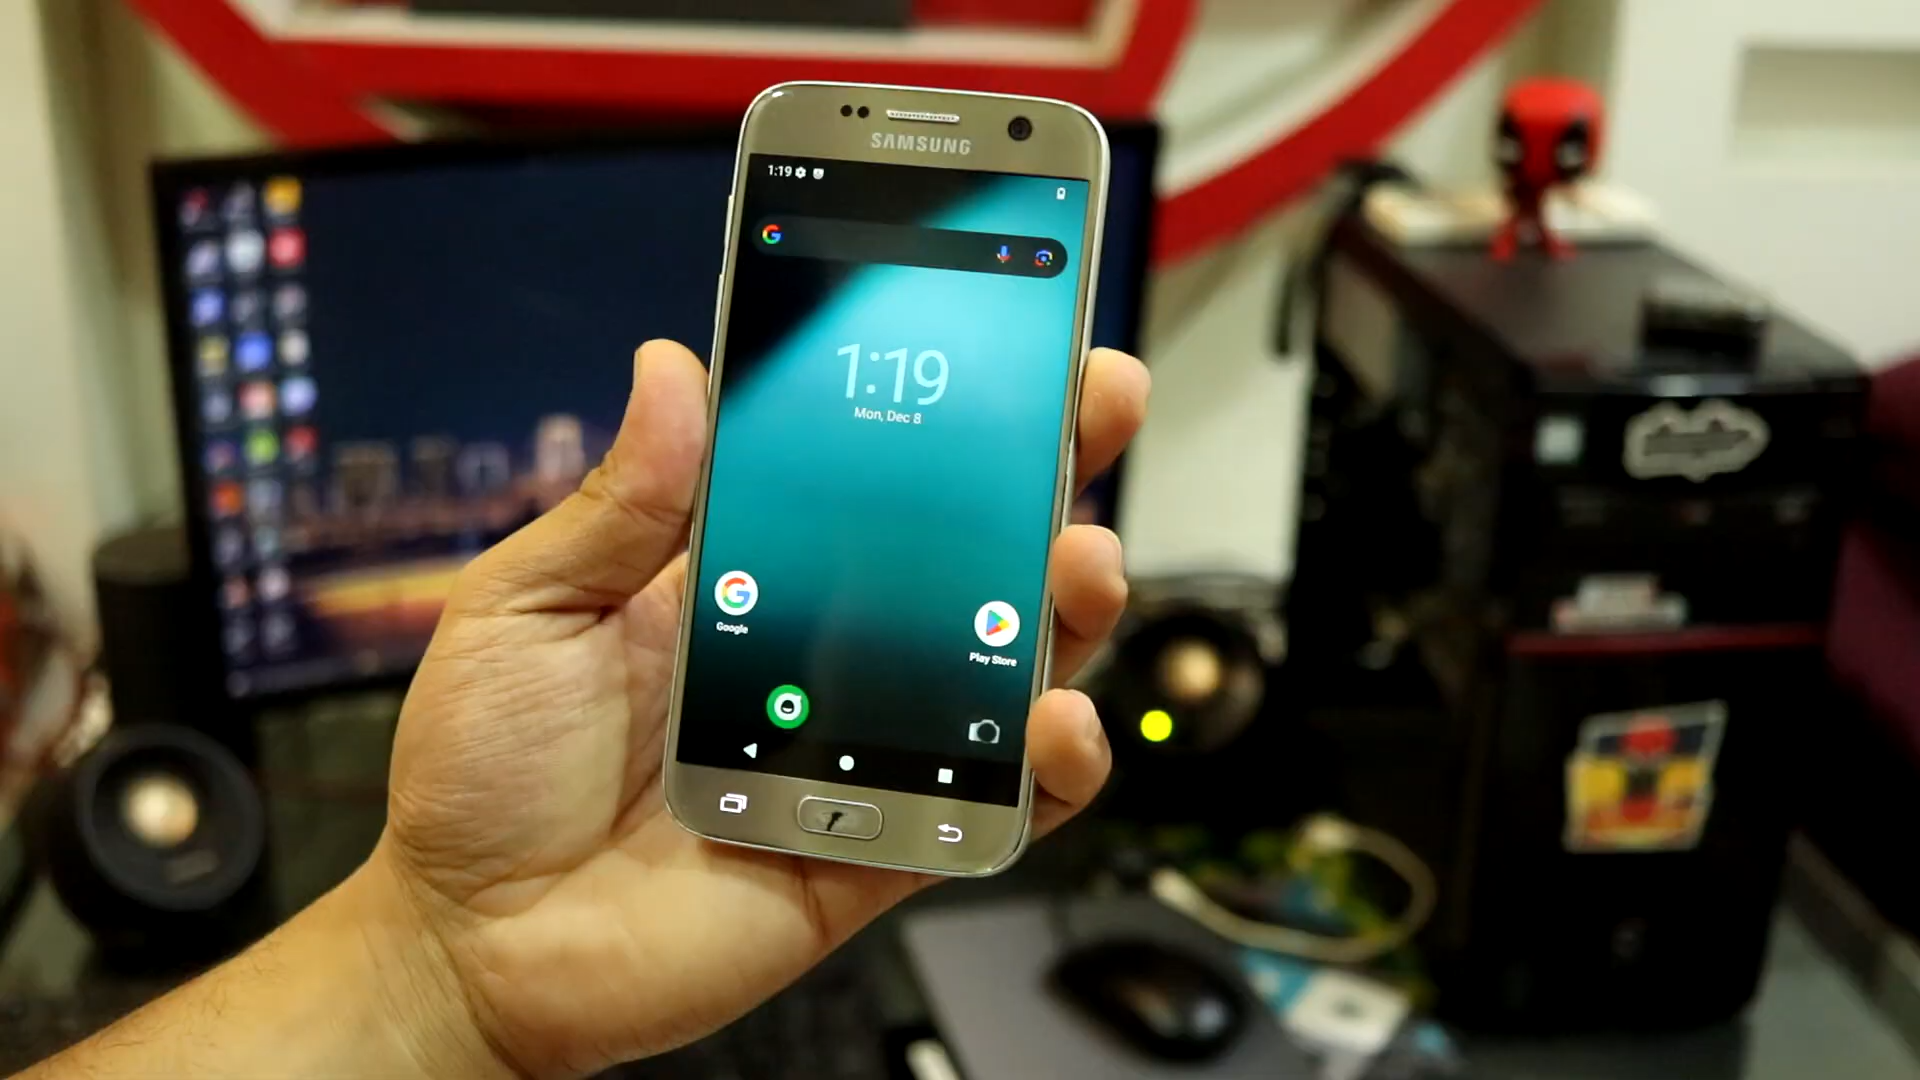 SAMSUNG
1:19
1:19
Mon, Dec 8
Google
Play Store